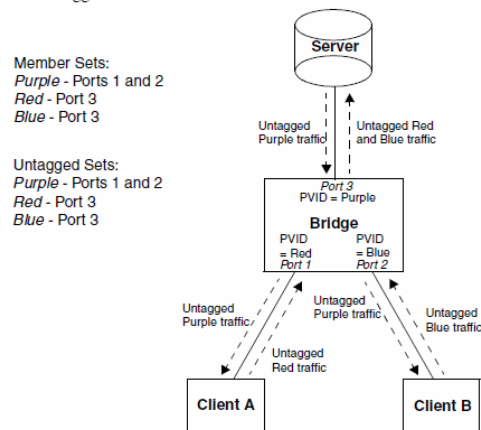 Member Sets:
Purple - Ports 1 and 2
Red - Port 3
Blue - Port 3
Untagged Sets:
Purple - Ports 1 and 2
Red - Port 3
Blue - Port 3
Server
Untagged
Purple traffic
Untagged Red
and Blue traffic
Port 3
PVID = Purple
Bridge
PVID
= Red
Port 1
PVID
= Blue
Port 2
Untagged
Purple traffic
Untagged
Red traffic
Untagged
Purple traffic
Untagged
Blue traffic
Client A
Client B